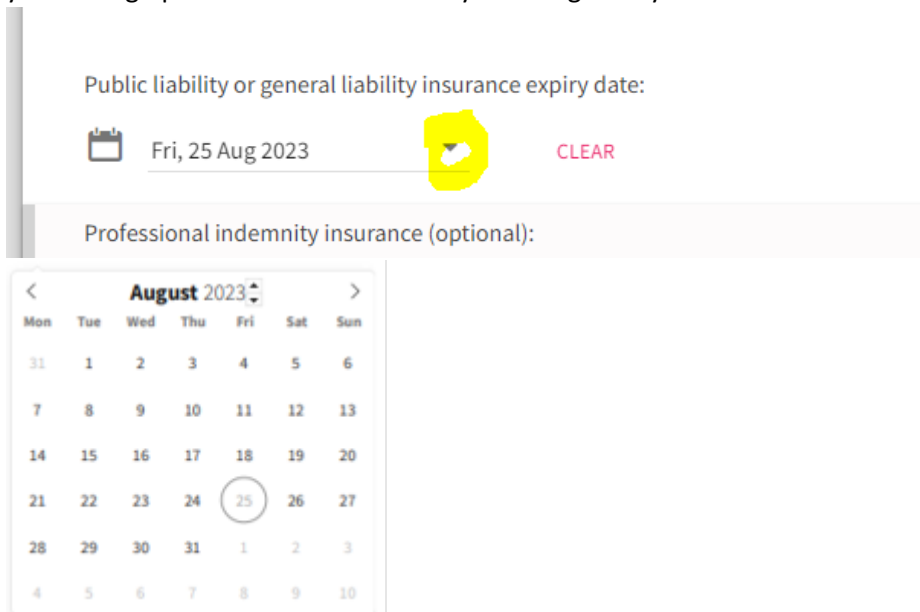 Public liability or general liability insurance expiry date:
Fri, 25 Aug 2023 CLEAR
Professional indemnity insurance (optional):
August 2023
Mon Tue Wed Thu Fri Sat Sun
31 1 2 3 4 5 6
7 8 9 10 11 12 13
14 15 16 17 18 19 20
21 22 23 24 25 26 27
28 29 30 31 1 2 3
4 5 6 7 8 9 10